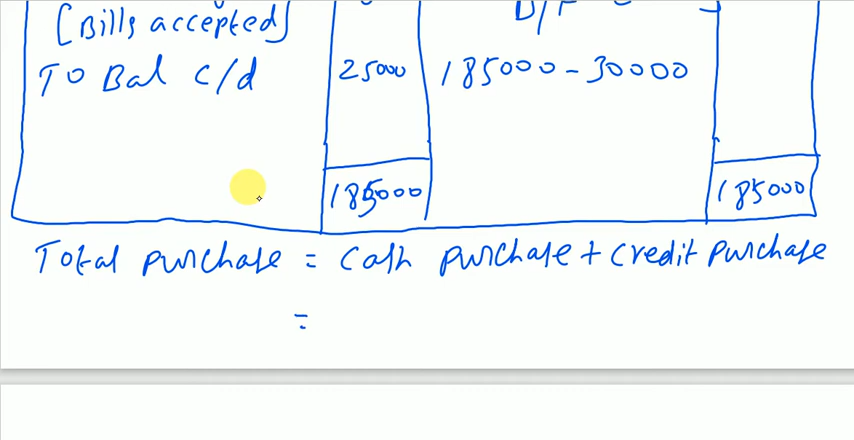 [Bills accepted]
To Bal c/d 25000 185000-30000
185000 185000
Total purchase = cash purchase + credit purchase
=